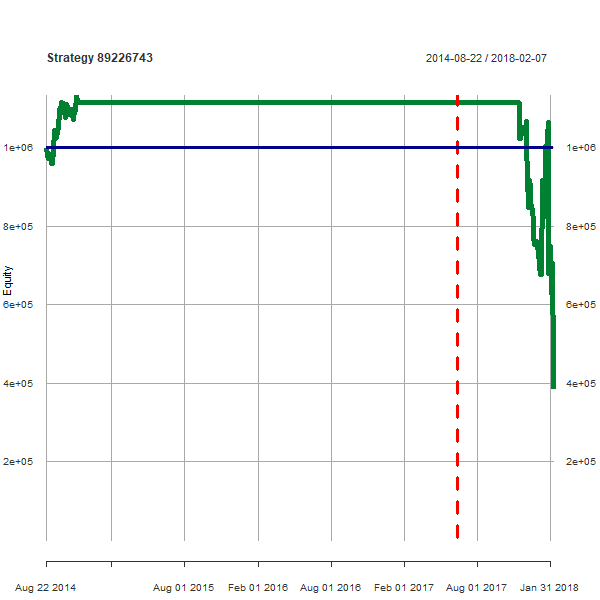 Strategy 89226743
2014-08-22 / 2018-02-07
1e+06
1e+06
8e+05
8e+05
Equity
6e+05
6e+05
4e+05
4e+05
2e+05
2e+05
Aug 22 2014
Aug 01 2015
Feb 01 2016
Aug 01 2016
Feb 01 2017
Aug 01 2017
Jan 31 2018